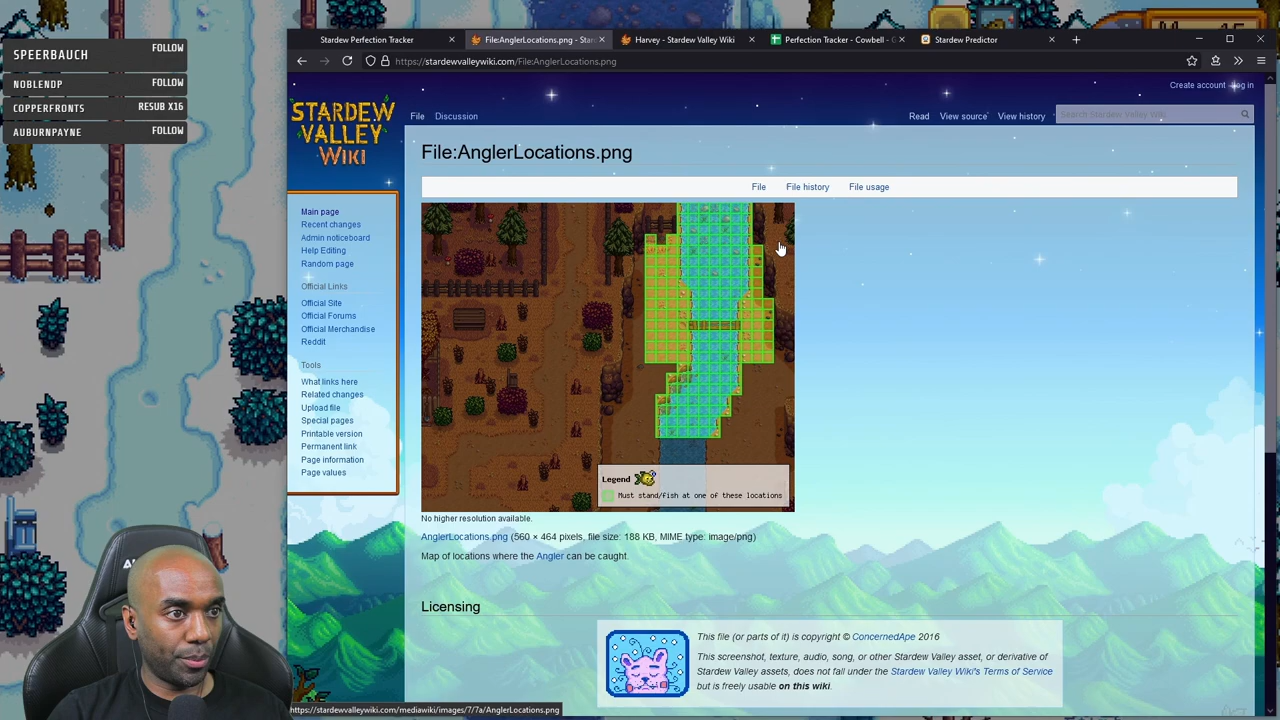 SPEERBAUCH FOLLOW
NOBLENDP FOLLOW
COPPERFRONTS RESUB X16
AUBURNPAYNE FOLLOW
Stardew Perfection Tracker
File:AnglerLocations.png - Star
Harvey - Stardew Valley Wiki
Perfection Tracker - Cowbell - G
Stardew Predictor
https://stardewvalleywiki.com/File:AnglerLocations.png
Create account Log in
STARDEW VALLEY WIKI
File Discussion
Read View source View history
Search Stardew Valley Wiki
File:AnglerLocations.png
File File history File usage
Main page
Recent changes
Admin noticeboard
Help Editing
Random page
Official Links
Official Site
Official Forums
Official Merchandise
Reddit
Tools
What links here
Related changes
Upload file
Special pages
Printable version
Permanent link
Page information
Page values
Legend
Must stand/fish at one of these locations
No higher resolution available.
AnglerLocations.png (560 × 464 pixels, file size: 188 KB, MIME type: image/png)
Map of locations where the Angler can be caught.
Licensing
This file (or parts of it) is copyright © ConcernedApe 2016
This screenshot, texture, audio, song, or other Stardew Valley asset, or derivative of
Stardew Valley assets, does not fall under the Stardew Valley Wiki's Terms of Service
but is freely usable on this wiki.
https://stardewvalleywiki.com/mediawiki/images/7/7a/AnglerLocations.png